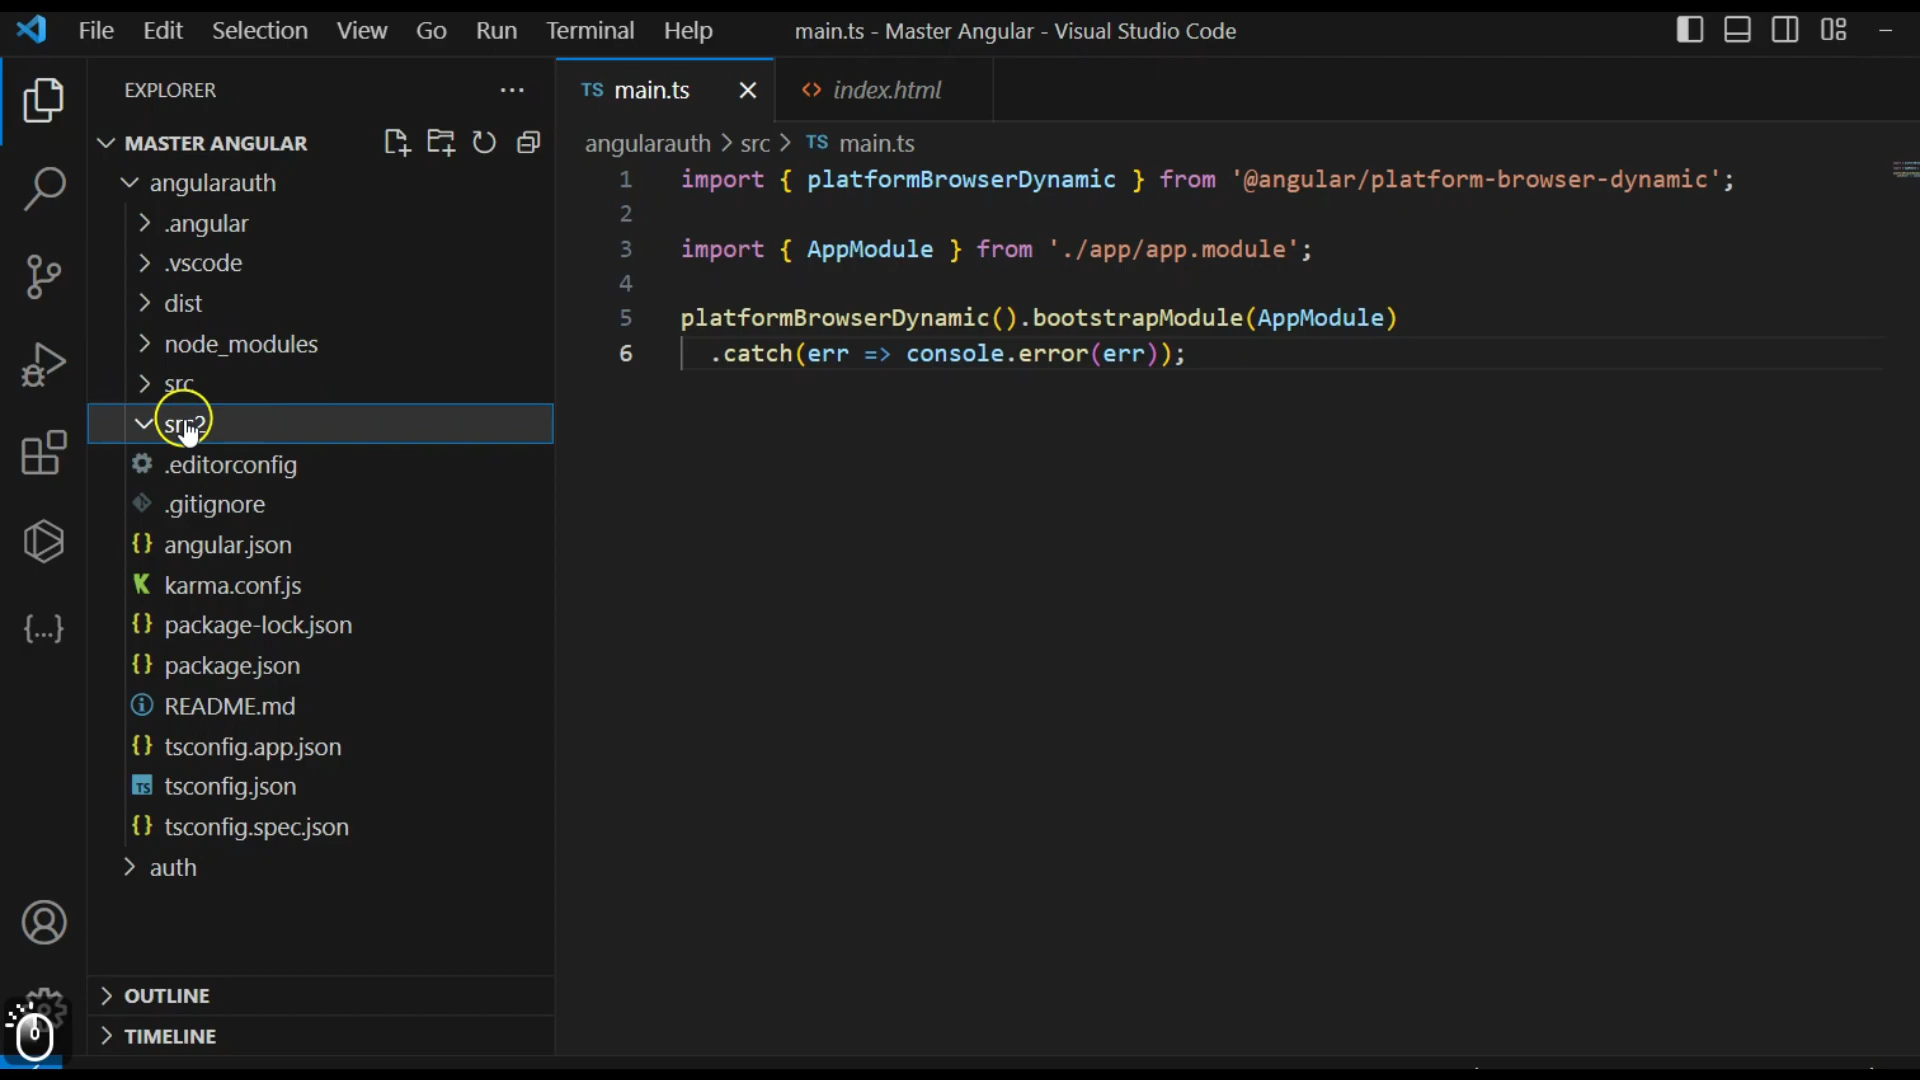 File Edit Selection View Go Run Terminal Help main.ts - Master Angular - Visual Studio Code
EXPLORER
MASTER ANGULAR
angularauth
.angular
.vscode
dist
node_modules
src
src2
.editorconfig
.gitignore
angular.json
karma.conf.js
package-lock.json
package.json
README.md
tsconfig.app.json
tsconfig.json
tsconfig.spec.json
auth
OUTLINE
TIMELINE
TS main.ts index.html
angularauth > src > TS main.ts
1 import { platformBrowserDynamic } from '@angular/platform-browser-dynamic';
2
3 import { AppModule } from './app/app.module';
4
5 platformBrowserDynamic().bootstrapModule(AppModule)
6 .catch(err => console.error(err));